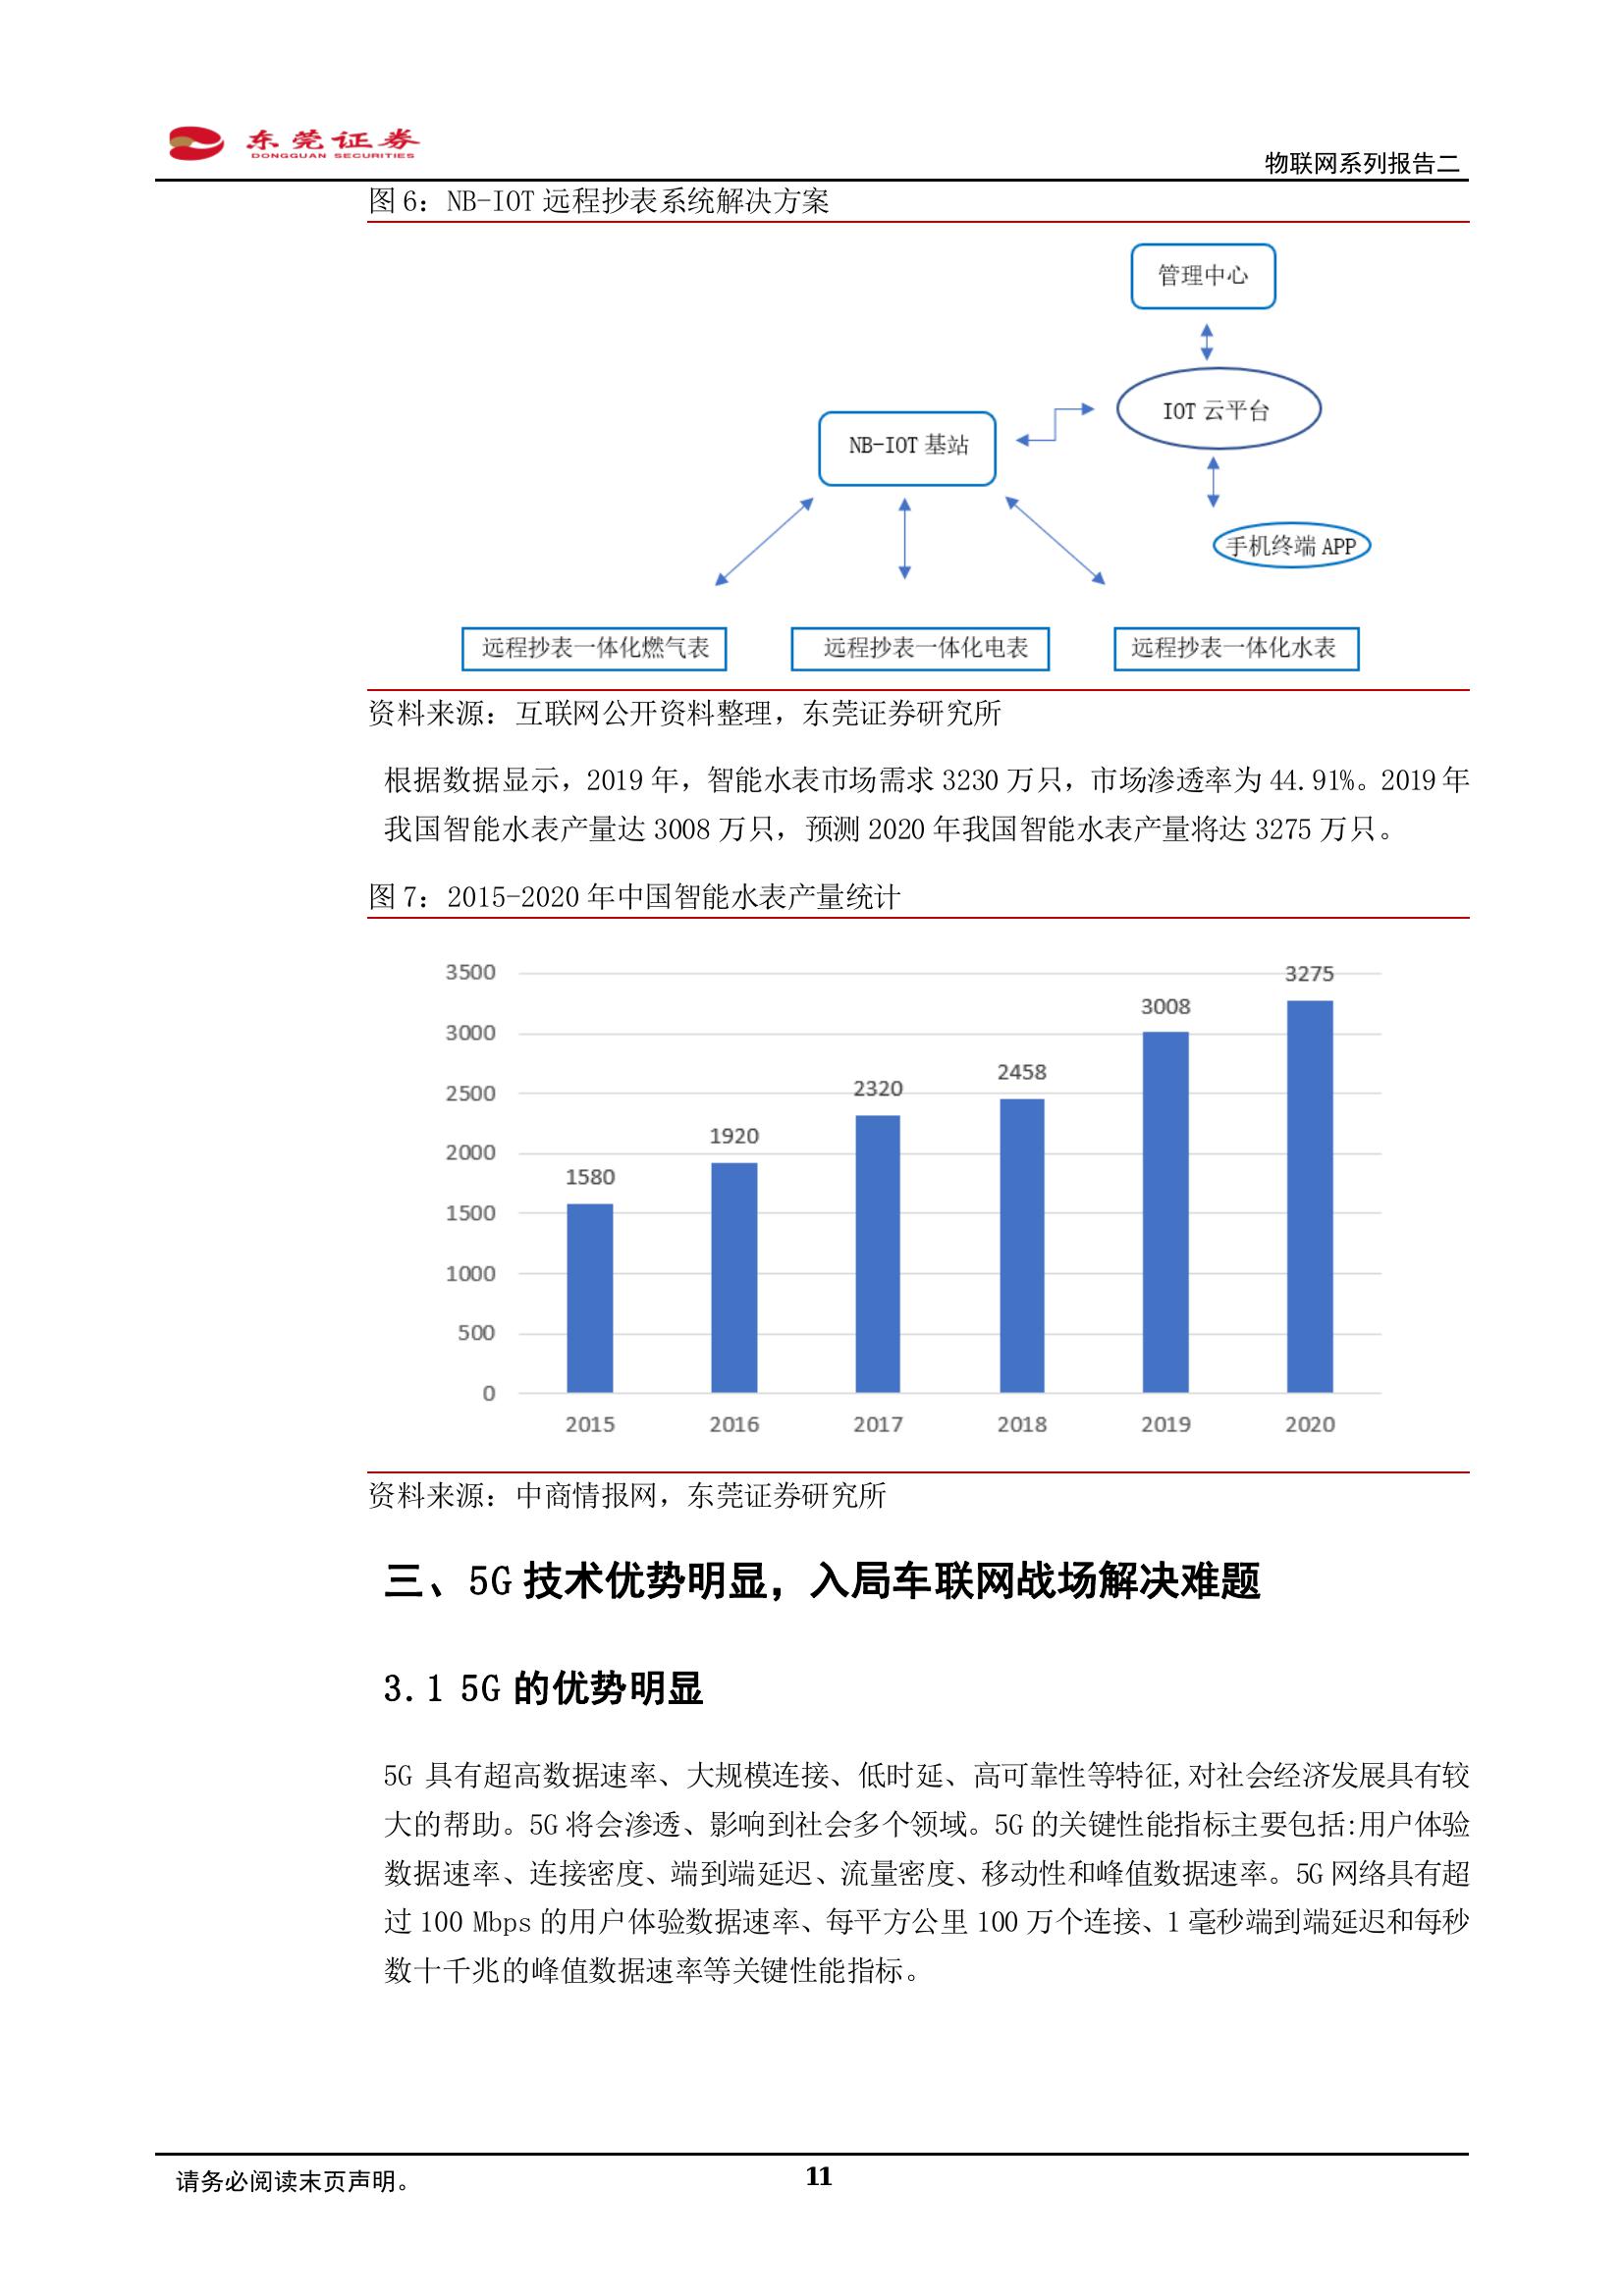 东莞证券
DONGGUAN SECURITIES
物联网系列报告二
图 6：NB-IOT 远程抄表系统解决方案
管理中心
IOT 云平台
NB-IOT 基站
手机终端 APP
远程抄表一体化燃气表
远程抄表一体化电表
远程抄表一体化水表
资料来源：互联网公开资料整理，东莞证券研究所
根据数据显示，2019 年，智能水表市场需求 3230 万只，市场渗透率为 44.91%。2019 年
我国智能水表产量达 3008 万只，预测 2020 年我国智能水表产量将达 3275 万只。
图 7：2015-2020 年中国智能水表产量统计
3500
3000
2500
2000
1500
1000
500
0
1580
1920
2320
2458
3008
3275
2015
2016
2017
2018
2019
2020
资料来源：中商情报网，东莞证券研究所
三、5G 技术优势明显，入局车联网战场解决难题
3.1 5G 的优势明显
5G 具有超高数据速率、大规模连接、低时延、高可靠性等特征,对社会经济发展具有较
大的帮助。5G 将会渗透、影响到社会多个领域。5G 的关键性能指标主要包括:用户体验
数据速率、连接密度、端到端延迟、流量密度、移动性和峰值数据速率。5G 网络具有超
过 100 Mbps 的用户体验数据速率、每平方公里 100 万个连接、1 毫秒端到端延迟和每秒
数十千兆的峰值数据速率等关键性能指标。
请务必阅读末页声明。
11